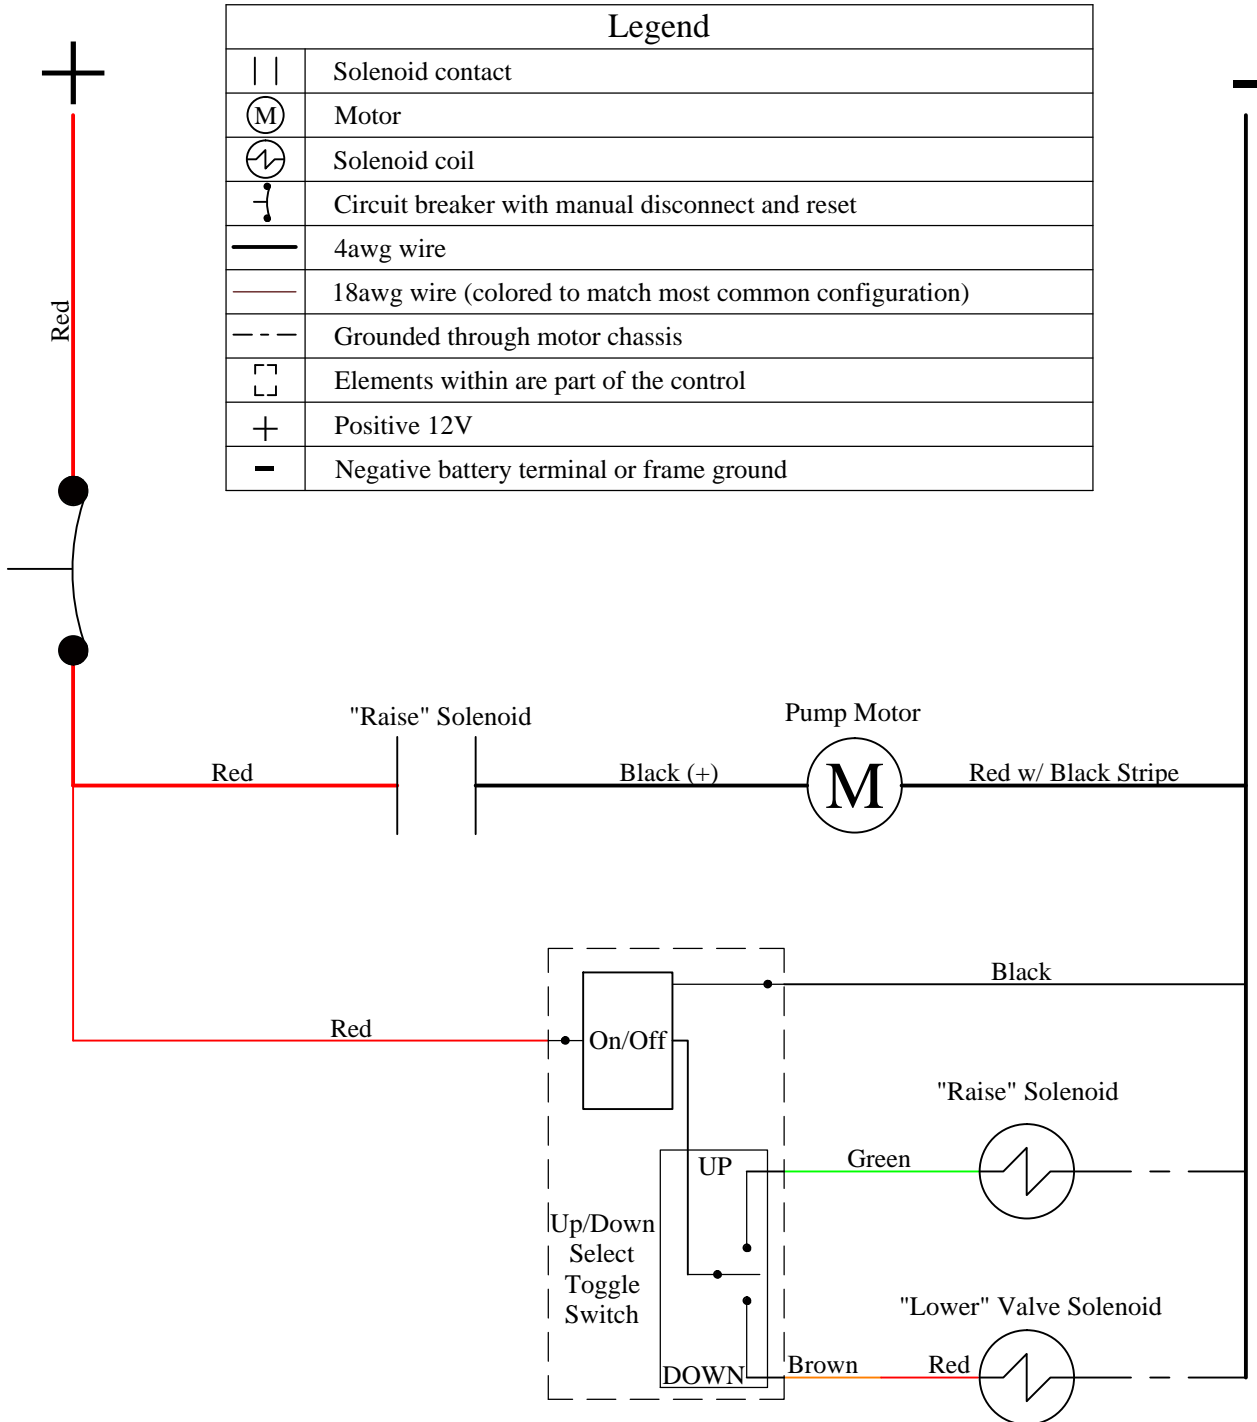 Legend
Solenoid contact
M Motor
Solenoid coil
Circuit breaker with manual disconnect and reset
4awg wire
18awg wire (colored to match most common configuration)
Grounded through motor chassis
Elements within are part of the control
+ Positive 12V
- Negative battery terminal or frame ground
+
-
Red
"Raise" Solenoid
Pump Motor
Red
Black (+)
M
Red w/ Black Stripe
Black
Red
On/Off
"Raise" Solenoid
UP
Green
Up/Down
Select
Toggle
Switch
"Lower" Valve Solenoid
DOWN
Brown
Red